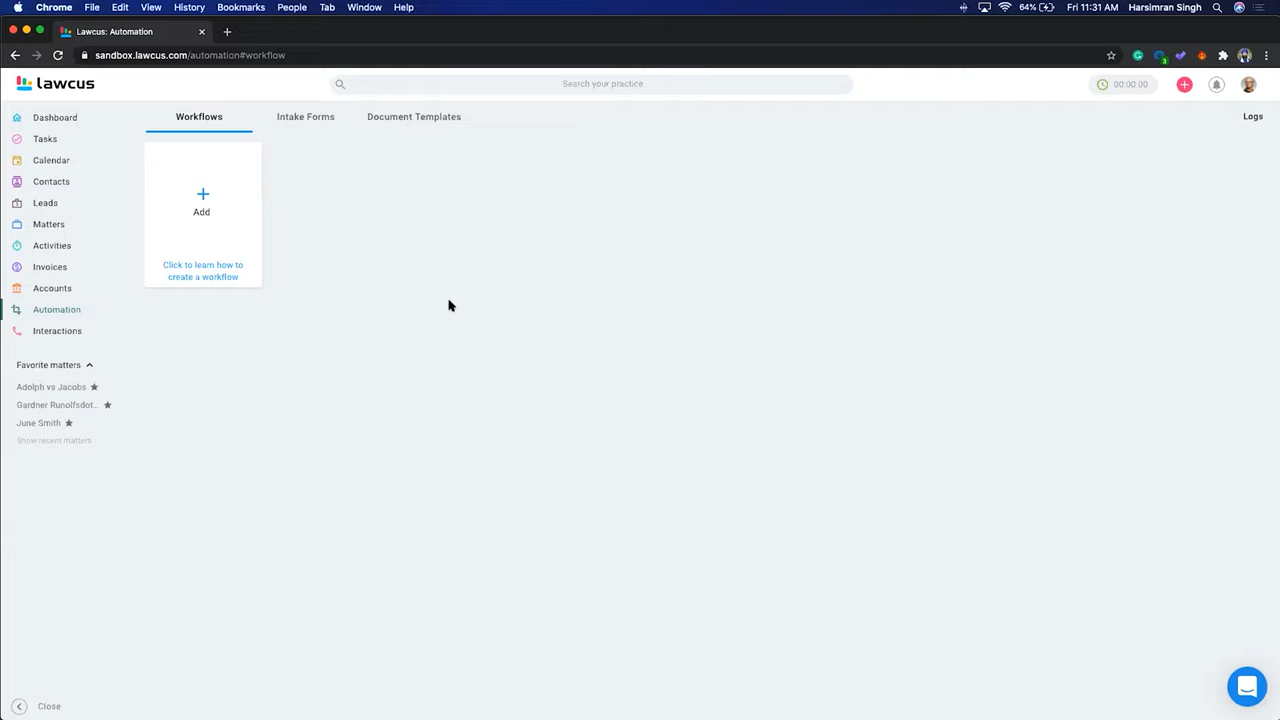 Chrome File Edit View History Bookmarks People Tab Window Help 64% Fri 11:31 AM Harsimran Singh
Lawcus: Automation
sandbox.lawcus.com/automation#workflow
3
lawcus
Search your practice
00:00:00
Dashboard
Tasks
Calendar
Contacts
Leads
Matters
Activities
Invoices
Accounts
Automation
Interactions
Favorite matters
Adolph vs Jacobs
Gardner Runolfsdot...
June Smith
Show recent matters
Close
Workflows Intake Forms Document Templates Logs
Add
Click to learn how to
create a workflow